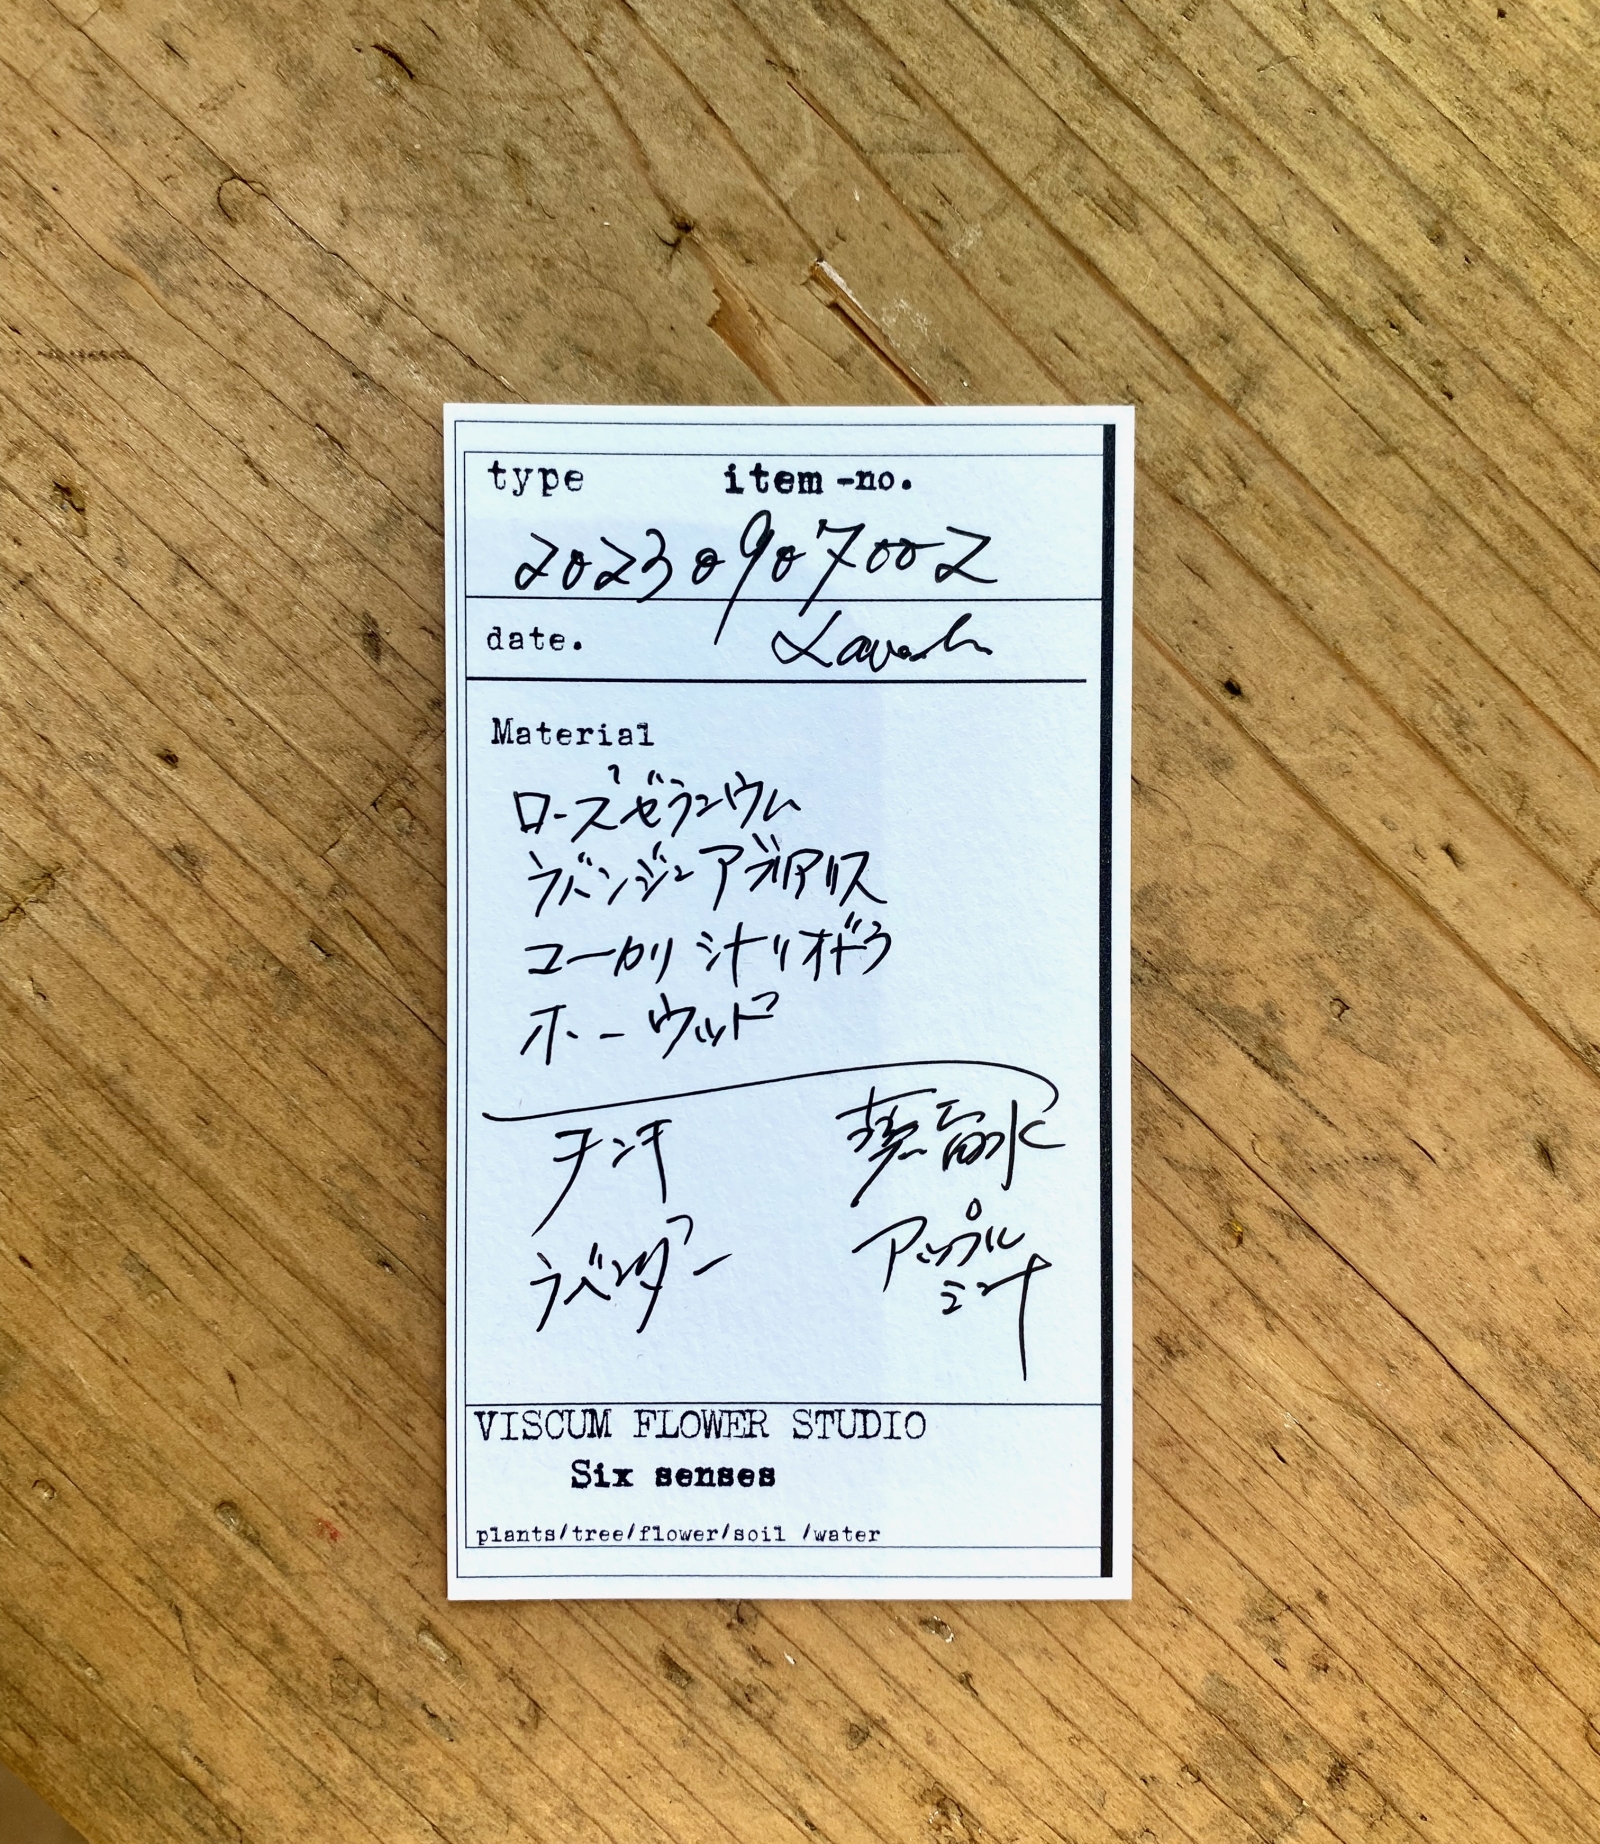 type item-no.
20230907002
date.
Material
ローズゼラニウム
ラバンジン アブリアリス
ユーカリ シトリオドラ
ホーウッド
チンキ
芳香水
ラベンダー
アップル
ミント
VISCUM FLOWER STUDIO
Six senses
plants/tree/flower/soil /water